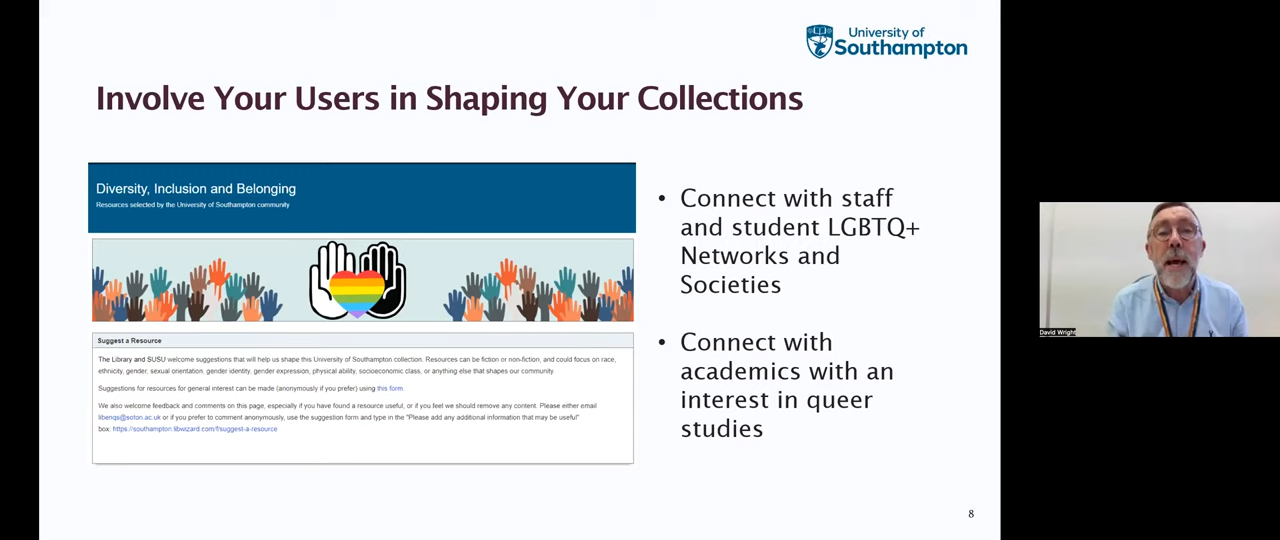 University of
Southampton
Involve Your Users in Shaping Your Collections
Diversity, Inclusion and Belonging
Resources selected by the University of Southampton community
Suggest a Resource
The Library and SUSU welcome suggestions that will help us shape this University of Southampton collection. Resources can be fiction or non-fiction, and could focus on race,
ethnicity, gender, sexual orientation, gender identity, gender expression, physical ability, socioeconomic class, or anything else that shapes our community.
Suggestions for resources for general interest can be made (anonymously if you prefer) using this form.
We also welcome feedback and comments on this page, especially if you have found a resource useful, or if you feel we should remove any content. Please either email
libenqs@soton.ac.uk or if you prefer to comment anonymously, use the suggestion form and type in the "Please add any additional information that may be useful"
box: https://southampton.libwizard.com/f/suggest-a-resource
• Connect with staff
and student LGBTQ+
Networks and
Societies
• Connect with
academics with an
interest in queer
studies
8
David Wright